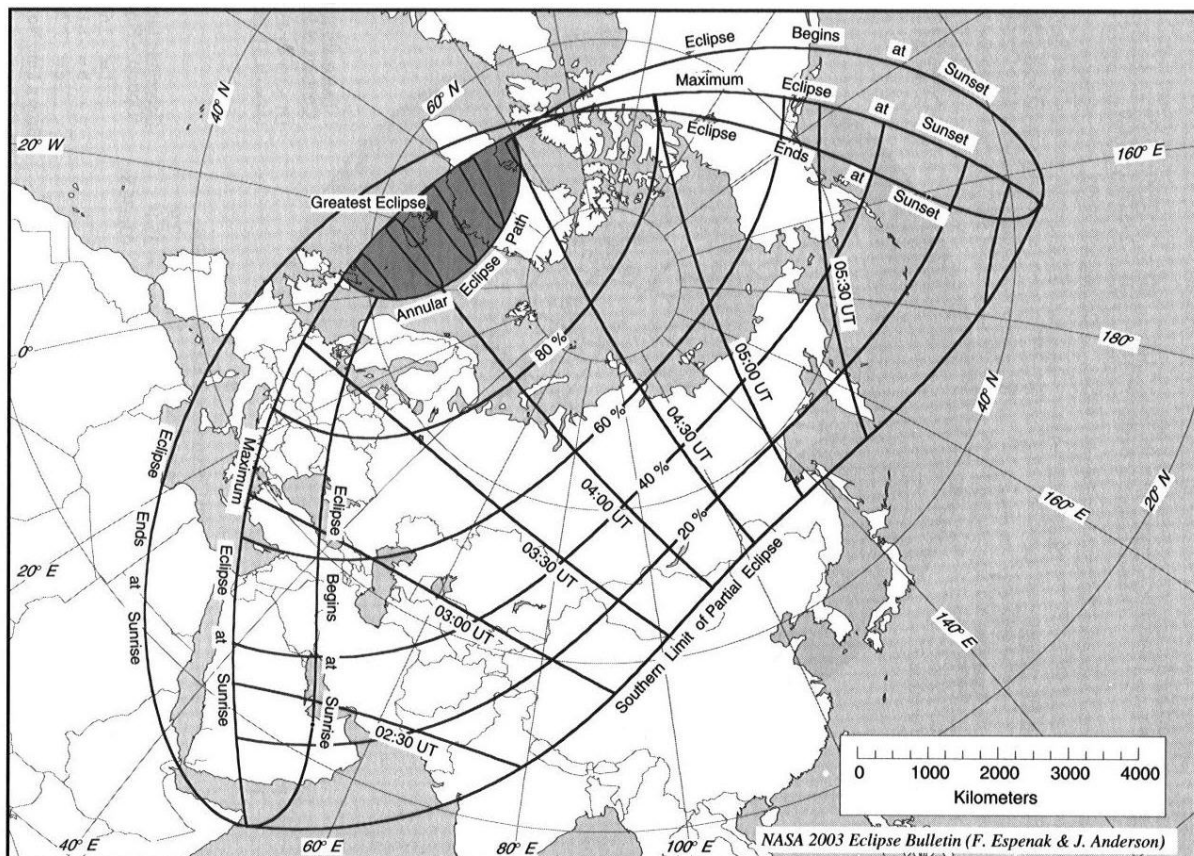 Eclipse Begins at Sunset
Maximum Eclipse at Sunset
Eclipse Ends at Sunset
60° N
40° N
20° W
160° E
Greatest Eclipse
Annular Eclipse Path
05:30 UT
0°
80 %
05:00 UT
180°
40° N
60 %
04:30 UT
40 %
Eclipse Ends at Sunrise
Maximum Eclipse at Sunrise
Eclipse Begins at Sunrise
04:00 UT
20 %
160° E
20° N
03:30 UT
20° E
03:00 UT
Southern Limit of Partial Eclipse
140° E
02:30 UT
0 1000 2000 3000 4000
Kilometers
40° E
60° E
80° E
100° E
NASA 2003 Eclipse Bulletin (F. Espenak & J. Anderson)